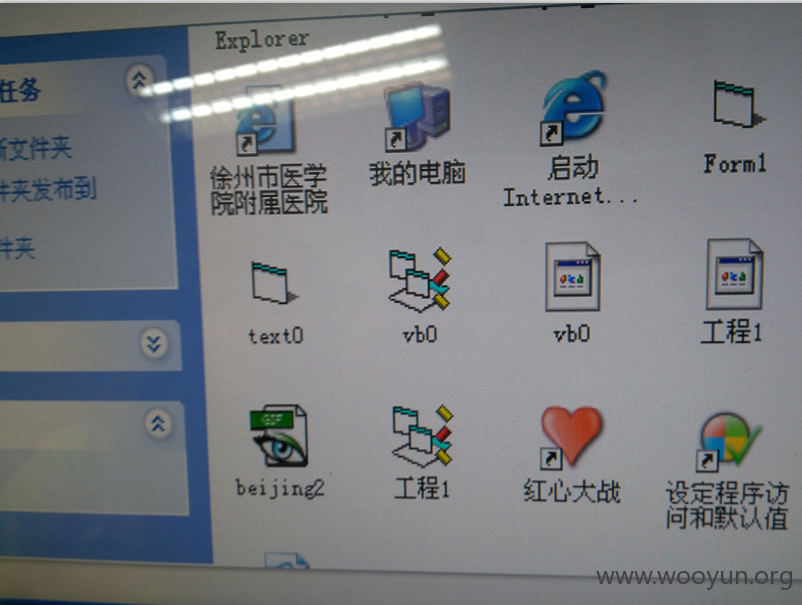 Explorer
任务
新文件夹
件夹发布到
件夹
徐州市医学
院附属医院
我的电脑
启动
Internet...
Form1
text0
vb0
vb0
工程1
GIF
beijing2
工程1
红心大战
设定程序访
问和默认值
www.wooyun.org